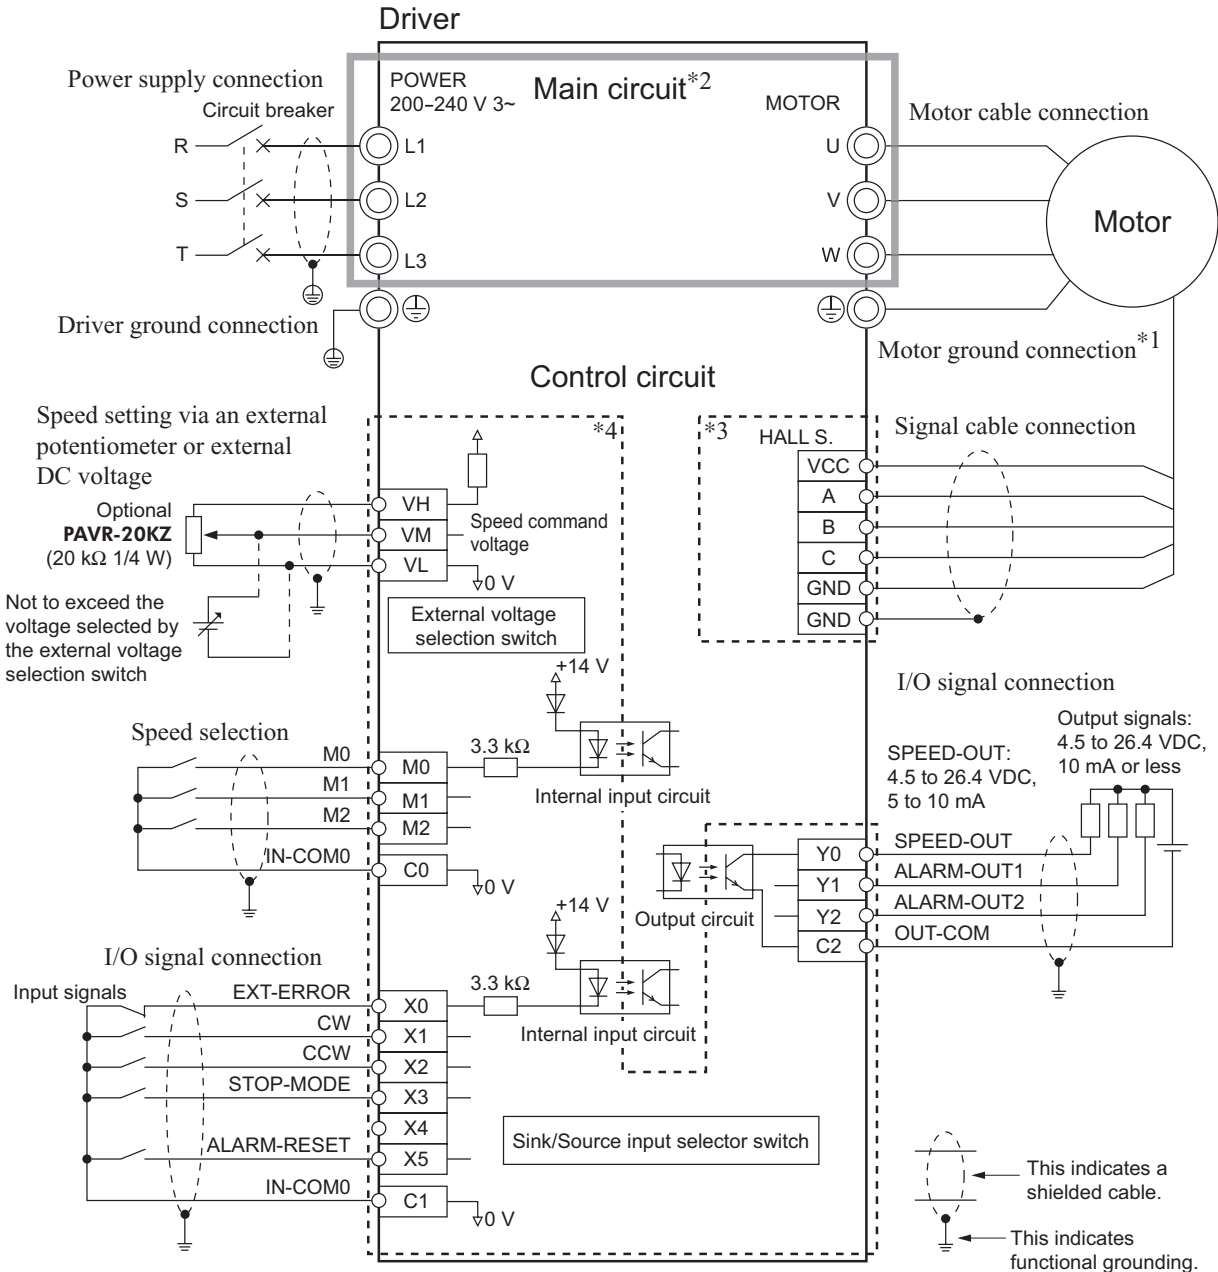 Driver
Power supply connection
Circuit breaker
R
S
T
POWER
200–240 V 3~
Main circuit*2
MOTOR
L1
L2
L3
U
V
W
Motor cable connection
Motor
Driver ground connection
Motor ground connection*1
Control circuit
Speed setting via an external
potentiometer or external
DC voltage
Optional
PAVR-20KZ
(20 kΩ 1/4 W)
Not to exceed the
voltage selected by
the external voltage
selection switch
*4
VH
VM
VL
Speed command
voltage
0 V
External voltage
selection switch
*3
HALL S.
VCC
A
B
C
GND
GND
Signal cable connection
Speed selection
M0
M1
M2
IN-COM0
M0
M1
M2
C0
3.3 kΩ
+14 V
Internal input circuit
0 V
I/O signal connection
Output signals:
4.5 to 26.4 VDC,
10 mA or less
SPEED-OUT:
4.5 to 26.4 VDC,
5 to 10 mA
Output circuit
Y0
Y1
Y2
C2
SPEED-OUT
ALARM-OUT1
ALARM-OUT2
OUT-COM
I/O signal connection
Input signals
EXT-ERROR
CW
CCW
STOP-MODE
ALARM-RESET
IN-COM0
X0
X1
X2
X3
X4
X5
C1
3.3 kΩ
+14 V
Internal input circuit
0 V
Sink/Source input selector switch
This indicates a
shielded cable.
This indicates
functional grounding.